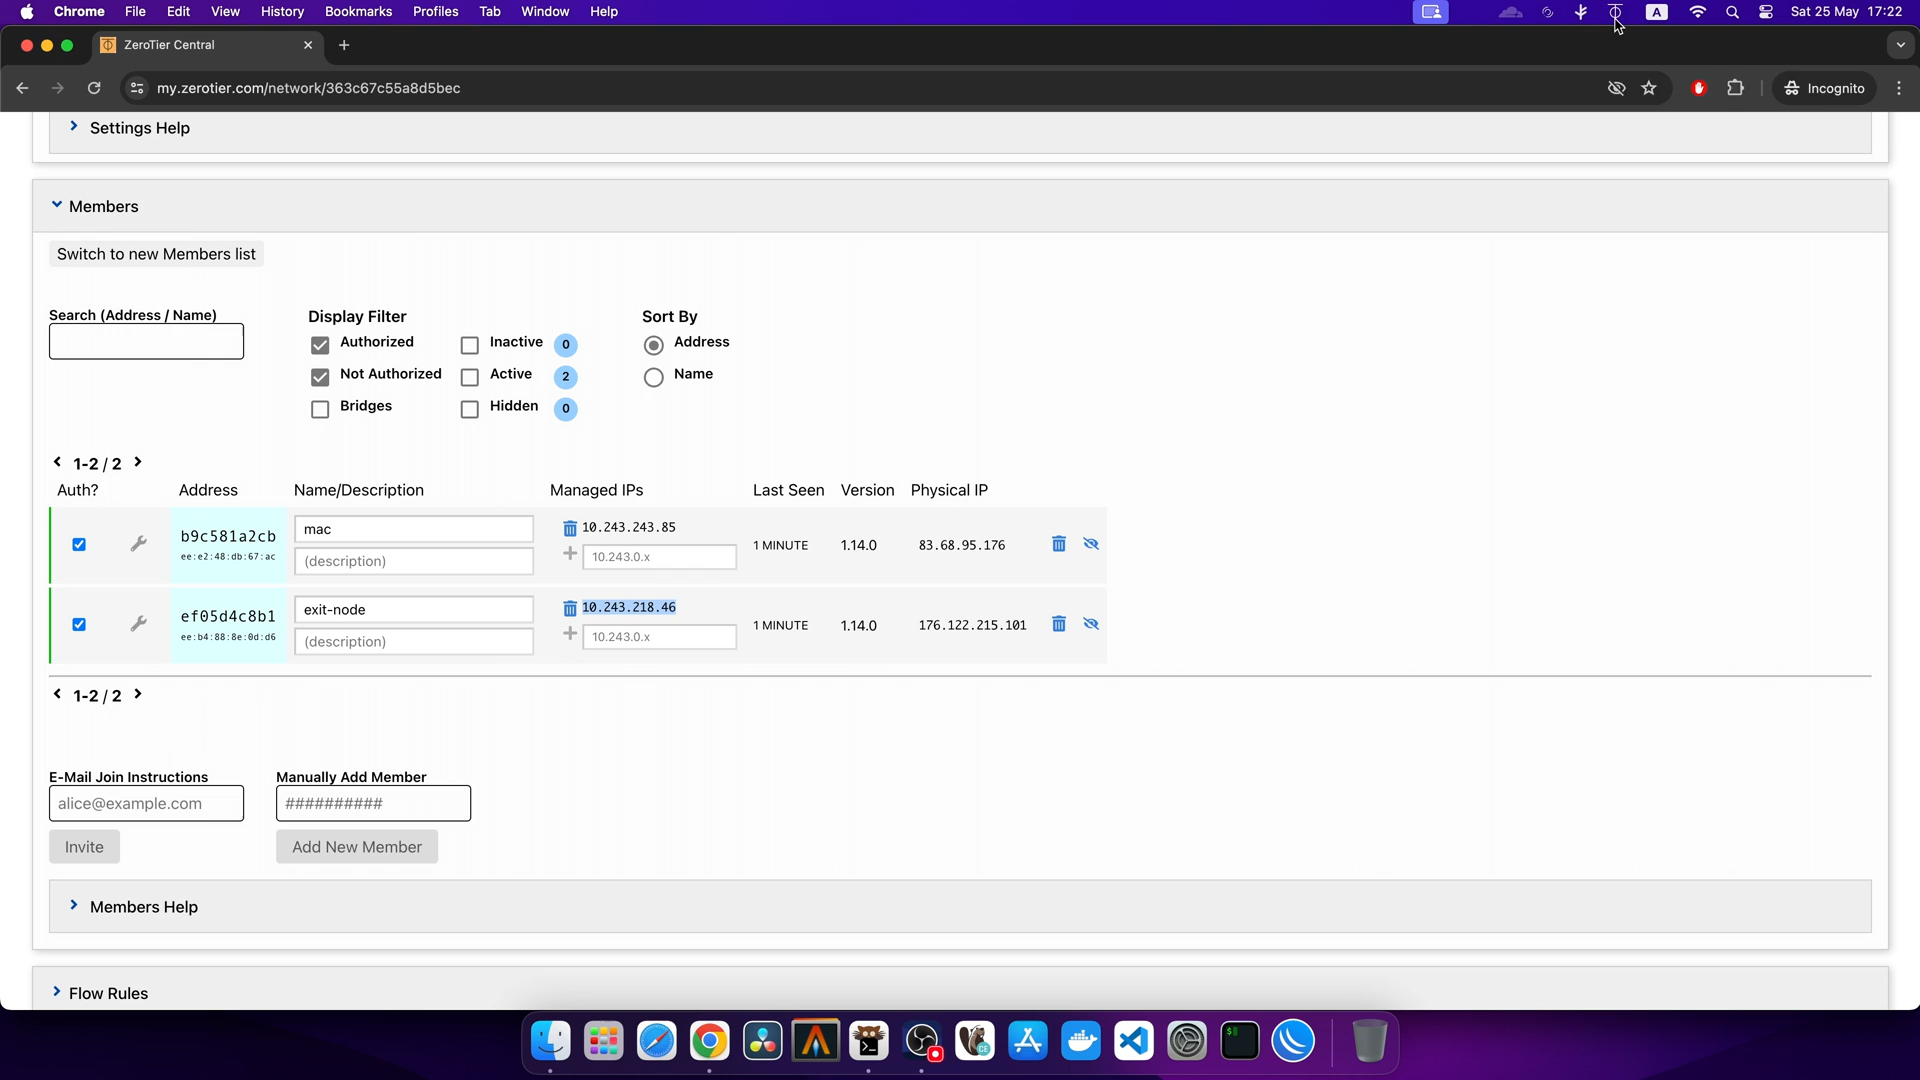 Chrome File Edit View History Bookmarks Profiles Tab Window Help A Sat 25 May 17:22
ZeroTier Central
my.zerotier.com/network/363c67c55a8d5bec Incognito
Settings Help
Members
Switch to new Members list
Search (Address / Name) Display Filter Sort By
Authorized Inactive 0 Address
Not Authorized Active 2 Name
Bridges Hidden 0
1-2 / 2
Auth? Address Name/Description Managed IPs Last Seen Version Physical IP
b9c581a2cb mac 10.243.243.85 1 MINUTE 1.14.0 83.68.95.176
ee:e2:48:db:67:ac (description) 10.243.0.x
ef05d4c8b1 exit-node 10.243.218.46 1 MINUTE 1.14.0 176.122.215.101
ee:b4:88:8e:0d:d6 (description) 10.243.0.x
1-2 / 2
E-Mail Join Instructions Manually Add Member
alice@example.com ##########
Invite Add New Member
Members Help
Flow Rules
CE $